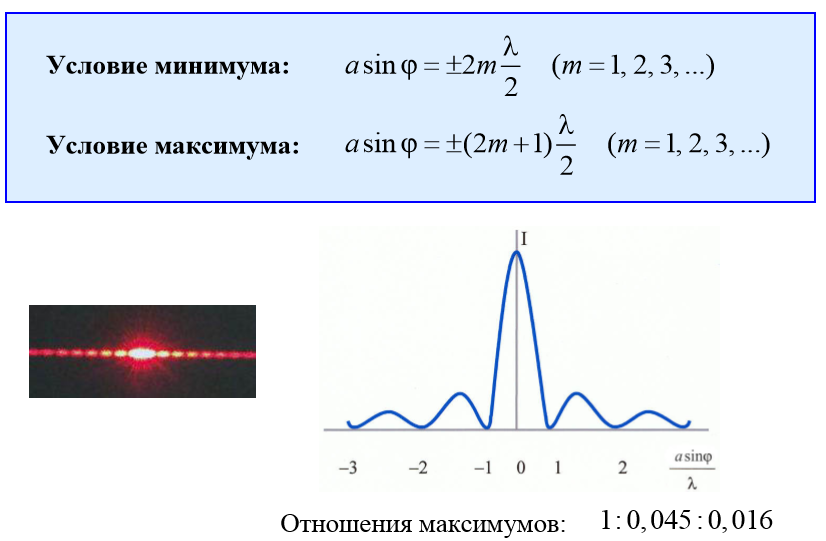 Условие минимума: a sin φ = ±2m λ/2 (m = 1, 2, 3, ...)
Условие максимума: a sin φ = ±(2m + 1) λ/2 (m = 1, 2, 3, ...)
I
−3 −2 −1 0 1 2 a sinφ/λ
Отношения максимумов: 1 : 0,045 : 0,016